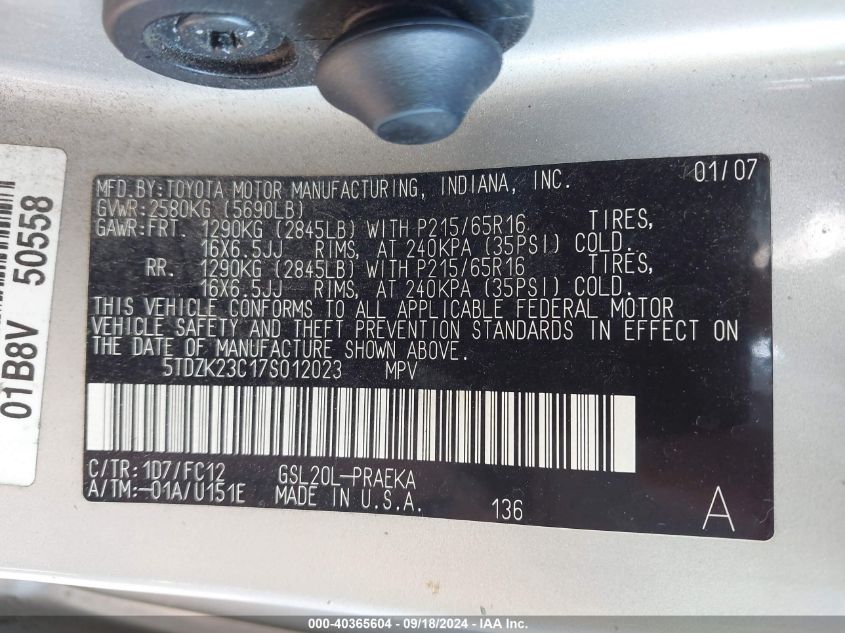 MFD.BY:TOYOTA MOTOR MANUFACTURING, INDIANA, INC. 01/07
GVWR:2580KG (5690LB)
GAWR:FRT. 1290KG (2845LB) WITH P215/65R16 TIRES,
16X6.5JJ RIMS, AT 240KPA (35PSI) COLD.
RR. 1290KG (2845LB) WITH P215/65R16 TIRES,
16X6.5JJ RIMS, AT 240KPA (35PSI) COLD.
THIS VEHICLE CONFORMS TO ALL APPLICABLE FEDERAL MOTOR
VEHICLE SAFETY AND THEFT PREVENTION STANDARDS IN EFFECT ON
THE DATE OF MANUFACTURE SHOWN ABOVE.
5TDZK23C17S012023 MPV
C/TR:1D7/FC12 GSL20L-PRAEKA
A/TM:-01A/U151E MADE IN U.S.A. 136 A
01B8V 50558
000-40365604 - 09/18/2024 - IAA Inc.